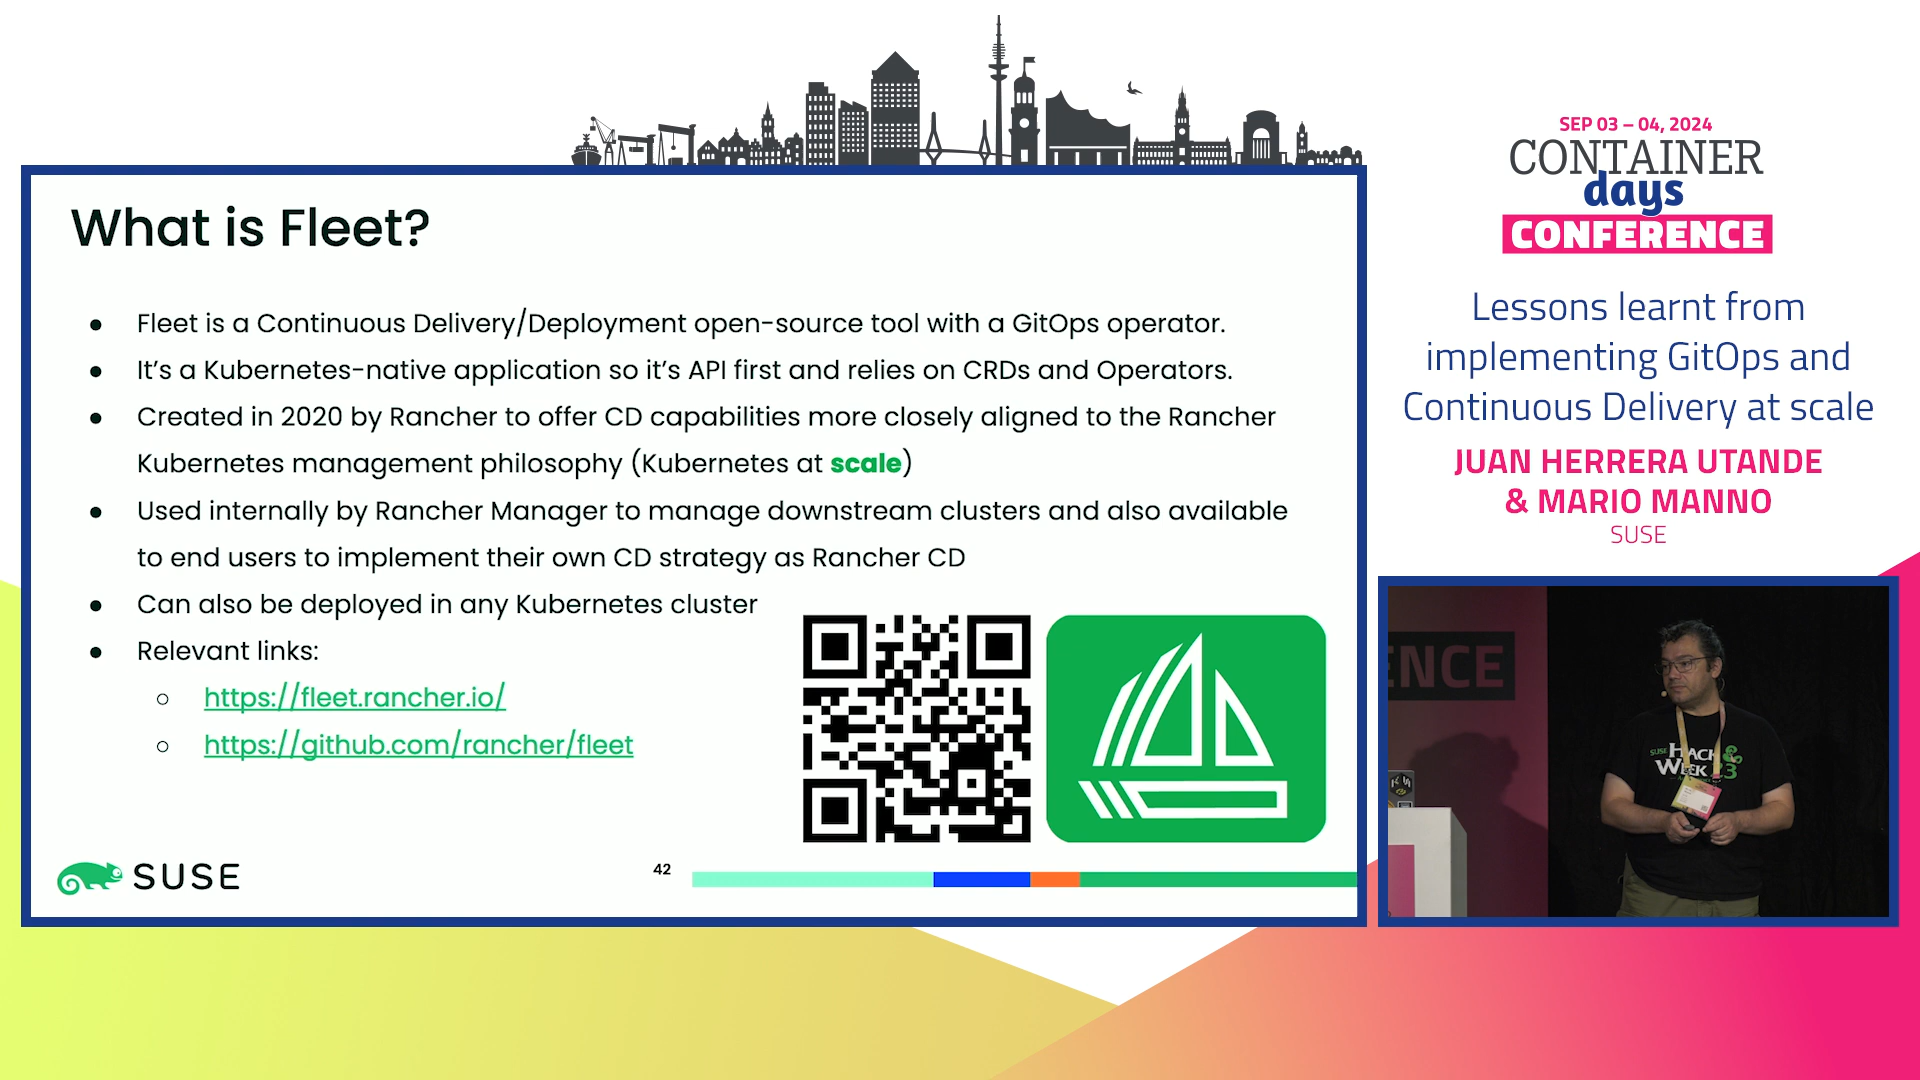 SEP 03 – 04, 2024
CONTAINER
days
CONFERENCE
What is Fleet?
● Fleet is a Continuous Delivery/Deployment open-source tool with a GitOps operator.
● It’s a Kubernetes-native application so it’s API first and relies on CRDs and Operators.
● Created in 2020 by Rancher to offer CD capabilities more closely aligned to the Rancher
Kubernetes management philosophy (Kubernetes at scale)
● Used internally by Rancher Manager to manage downstream clusters and also available
to end users to implement their own CD strategy as Rancher CD
● Can also be deployed in any Kubernetes cluster
● Relevant links:
○ https://fleet.rancher.io/
○ https://github.com/rancher/fleet
SUSE
42
Lessons learnt from
implementing GitOps and
Continuous Delivery at scale
JUAN HERRERA UTANDE
& MARIO MANNO
SUSE
ENCE
SUSE HACK
WEEK 23